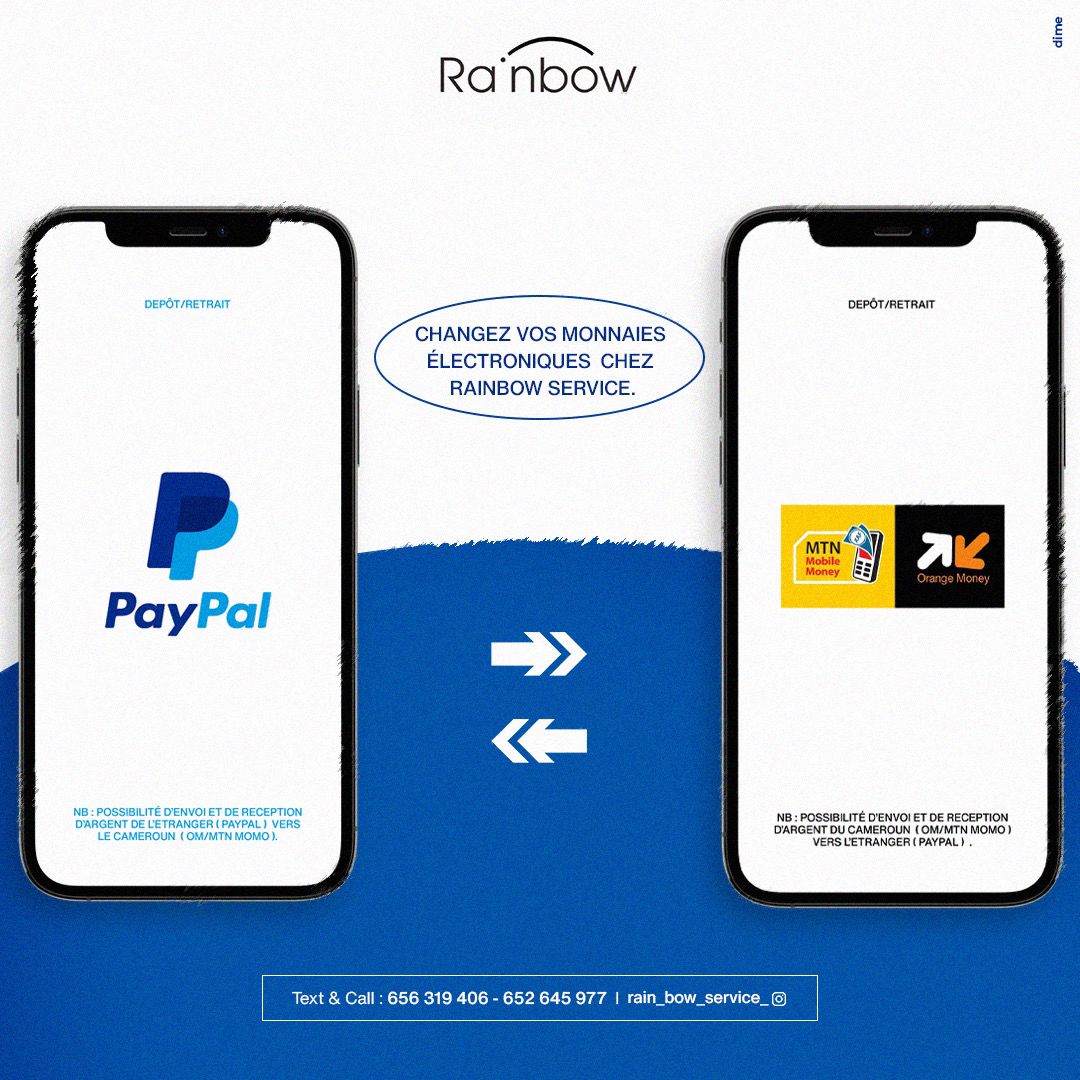 dime
Rainbow
DEPÔT/RETRAIT
PayPal
NB : POSSIBILITÉ D'ENVOI ET DE RECEPTION
D'ARGENT DE L'ETRANGER ( PAYPAL )  VERS
LE CAMEROUN  ( OM/MTN MOMO ).
CHANGEZ VOS MONNAIES
ÉLECTRONIQUES  CHEZ
RAINBOW SERVICE.
DEPÔT/RETRAIT
MTN
Mobile
Money
Orange Money
NB : POSSIBILITÉ D'ENVOI ET DE RECEPTION
D'ARGENT DU CAMEROUN  ( OM/MTN MOMO )
VERS L'ETRANGER ( PAYPAL )  .
Text & Call : 656 319 406 - 652 645 977  |  rain_bow_service_